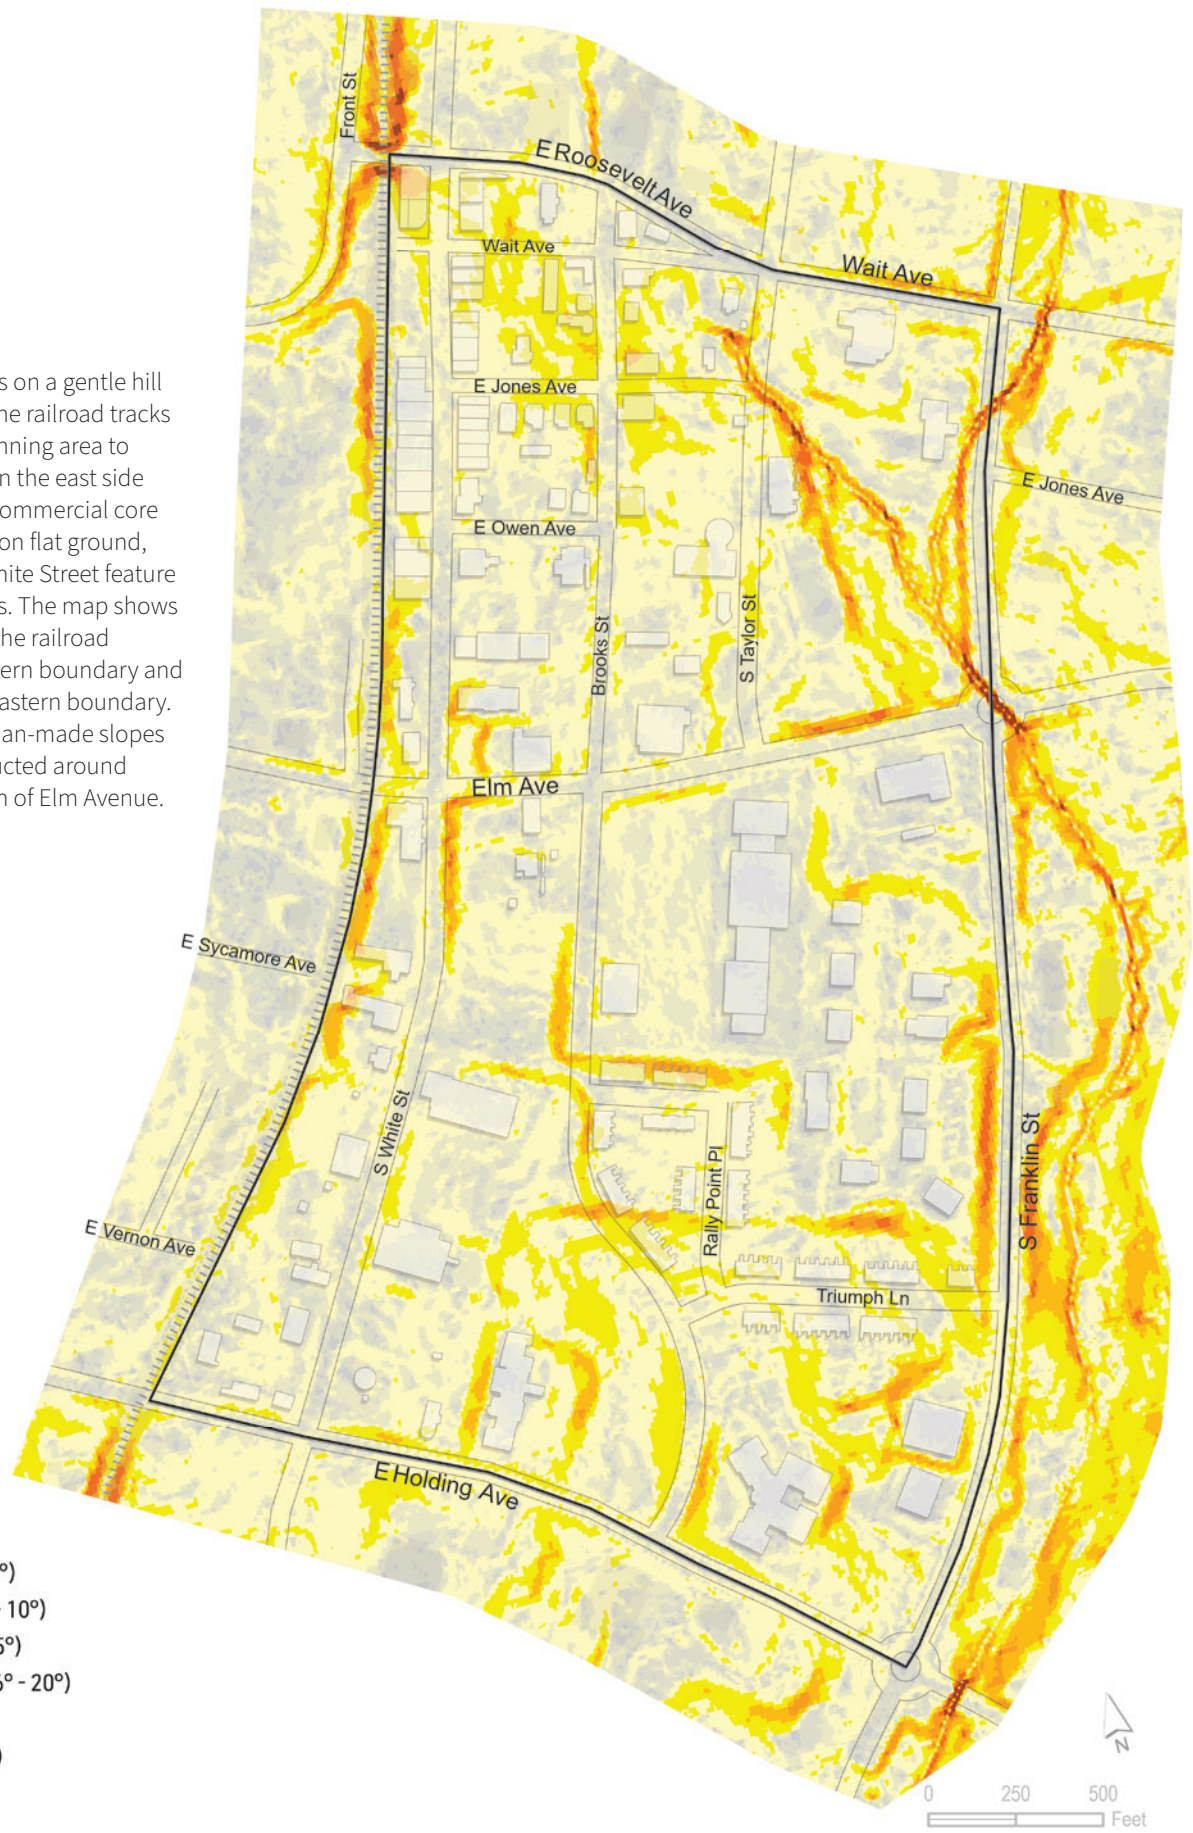 s on a gentle hill
he railroad tracks
nning area to
n the east side
ommercial core
on flat ground,
hite Street feature
s. The map shows
he railroad
ern boundary and
astern boundary.
an-made slopes
ucted around
n of Elm Avenue.
Front St
E Roosevelt Ave
Wait Ave
Wait Ave
E Jones Ave
E Jones Ave
E Owen Ave
Brooks St
S Taylor St
Elm Ave
E Sycamore Ave
S White St
Rally Point Pl
S Franklin St
E Vernon Ave
Triumph Ln
E Holding Ave
°)
10°)
5°)
6° - 20°)
)
N
0 250 500
Feet